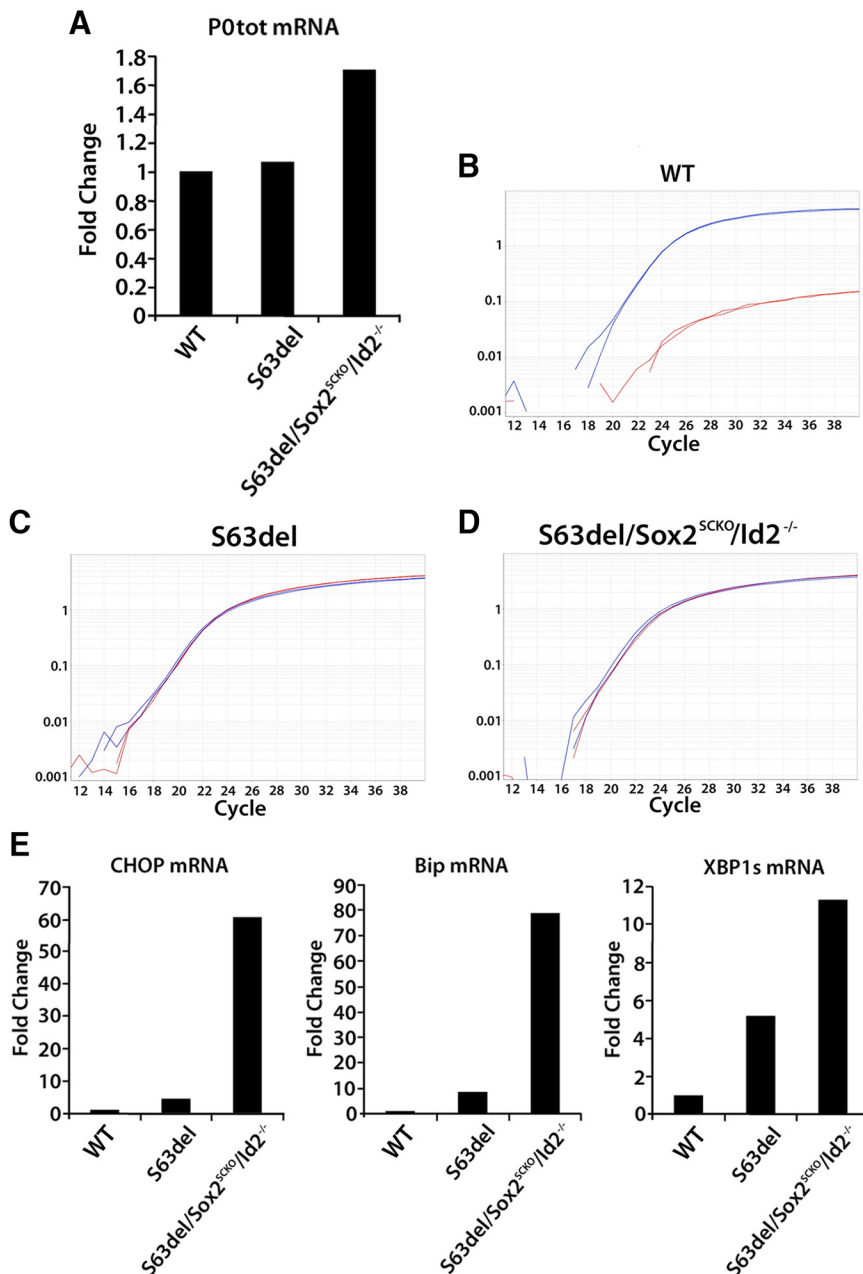 A
P0tot mRNA
Fold Change
1.8
1.6
1.4
1.2
1
0.8
0.6
0.4
0.2
0
WT
S63del
S63del/Sox2SCKO/Id2-/-
B
WT
1
0.1
0.01
0.001
12 14 16 18 20 22 24 26 28 30 32 34 36 38
Cycle
C
S63del
1
0.1
0.01
0.001
12 14 16 18 20 22 24 26 28 30 32 34 36 38
Cycle
D
S63del/Sox2SCKO/Id2-/-
1
0.1
0.01
0.001
12 14 16 18 20 22 24 26 28 30 32 34 36 38
Cycle
E
CHOP mRNA
Fold Change
70
60
50
40
30
20
10
0
WT
S63del
S63del/Sox2SCKO/Id2-/-
Bip mRNA
Fold Change
90
80
70
60
50
40
30
20
10
0
WT
S63del
S63del/Sox2SCKO/Id2-/-
XBP1s mRNA
Fold Change
12
10
8
6
4
2
0
WT
S63del
S63del/Sox2SCKO/Id2-/-